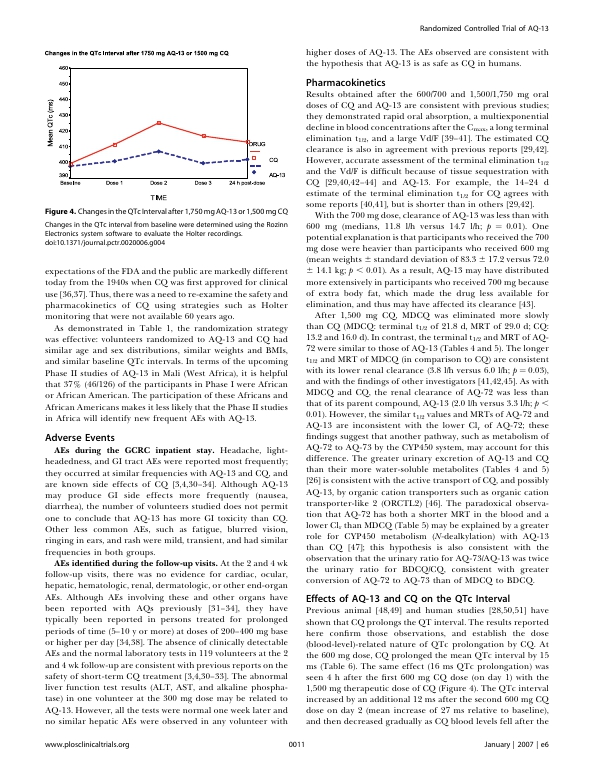 Randomized Controlled Trial of AQ-13
Changes in the QTc Interval after 1750 mg AQ-13 or 1500 mg CQ
460
450
440
430
420
410
400
390
Mean QTc (ms)
Baseline Dose 1 Dose 2 Dose 3 24 h post-dose
TIME
DRUG
CQ
AQ-13
Figure 4. Changes in the QTc Interval after 1,750 mg AQ-13 or 1,500 mg CQ
Changes in the QTc interval from baseline were determined using the Rozinn
Electronics system software to evaluate the Holter recordings.
doi:10.1371/journal.pctr.0020006.g004
expectations of the FDA and the public are markedly different
today from the 1940s when CQ was first approved for clinical
use [36,37]. Thus, there was a need to re-examine the safety and
pharmacokinetics of CQ using strategies such as Holter
monitoring that were not available 60 years ago.
As demonstrated in Table 1, the randomization strategy
was effective: volunteers randomized to AQ-13 and CQ had
similar age and sex distributions, similar weights and BMIs,
and similar baseline QTc intervals. In terms of the upcoming
Phase II studies of AQ-13 in Mali (West Africa), it is helpful
that 37% (46/126) of the participants in Phase I were African
or African American. The participation of these Africans and
African Americans makes it less likely that the Phase II studies
in Africa will identify new frequent AEs with AQ-13.
Adverse Events
AEs during the GCRC inpatient stay. Headache, light-
headedness, and GI tract AEs were reported most frequently;
they occurred at similar frequencies with AQ-13 and CQ, and
are known side effects of CQ [3,4,30–34]. Although AQ-13
may produce GI side effects more frequently (nausea,
diarrhea), the number of volunteers studied does not permit
one to conclude that AQ-13 has more GI toxicity than CQ.
Other less common AEs, such as fatigue, blurred vision,
ringing in ears, and rash were mild, transient, and had similar
frequencies in both groups.
AEs identified during the follow-up visits. At the 2 and 4 wk
follow-up visits, there was no evidence for cardiac, ocular,
hepatic, hematologic, renal, dermatologic, or other end-organ
AEs. Although AEs involving these and other organs have
been reported with AQs previously [31–34], they have
typically been reported in persons treated for prolonged
periods of time (5–10 y or more) at doses of 200–400 mg base
or higher per day [34,38]. The absence of clinically detectable
AEs and the normal laboratory tests in 119 volunteers at the 2
and 4 wk follow-up are consistent with previous reports on the
safety of short-term CQ treatment [3,4,30–33]. The abnormal
liver function test results (ALT, AST, and alkaline phospha-
tase) in one volunteer at the 300 mg dose may be related to
AQ-13. However, all the tests were normal one week later and
no similar hepatic AEs were observed in any volunteer with
higher doses of AQ-13. The AEs observed are consistent with
the hypothesis that AQ-13 is as safe as CQ in humans.
Pharmacokinetics
Results obtained after the 600/700 and 1,500/1,750 mg oral
doses of CQ and AQ-13 are consistent with previous studies;
they demonstrated rapid oral absorption, a multiexponential
decline in blood concentrations after the Cmax, a long terminal
elimination t1/2, and a large Vd/F [39–41]. The estimated CQ
clearance is also in agreement with previous reports [29,42].
However, accurate assessment of the terminal elimination t1/2
and the Vd/F is difficult because of tissue sequestration with
CQ [29,40,42–44] and AQ-13. For example, the 14–24 d
estimate of the terminal elimination t1/2 for CQ agrees with
some reports [40,41], but is shorter than in others [29,42].
With the 700 mg dose, clearance of AQ-13 was less than with
600 mg (medians, 11.8 l/h versus 14.7 l/h; p = 0.01). One
potential explanation is that participants who received the 700
mg dose were heavier than participants who received 600 mg
(mean weights ± standard deviation of 83.3 ± 17.2 versus 72.0
± 14.1 kg; p < 0.01). As a result, AQ-13 may have distributed
more extensively in participants who received 700 mg because
of extra body fat, which made the drug less available for
elimination, and thus may have affected its clearance [43].
After 1,500 mg CQ, MDCQ was eliminated more slowly
than CQ (MDCQ: terminal t1/2 of 21.8 d, MRT of 29.0 d; CQ:
13.2 and 16.0 d). In contrast, the terminal t1/2 and MRT of AQ-
72 were similar to those of AQ-13 (Tables 4 and 5). The longer
t1/2 and MRT of MDCQ (in comparison to CQ) are consistent
with its lower renal clearance (3.8 l/h versus 6.0 l/h; p = 0.03),
and with the findings of other investigators [41,42,45]. As with
MDCQ and CQ, the renal clearance of AQ-72 was less than
that of its parent compound, AQ-13 (2.0 l/h versus 3.3 l/h; p <
0.01). However, the similar t1/2 values and MRTs of AQ-72 and
AQ-13 are inconsistent with the lower Clr of AQ-72; these
findings suggest that another pathway, such as metabolism of
AQ-72 to AQ-73 by the CYP450 system, may account for this
difference. The greater urinary excretion of AQ-13 and CQ
than their more water-soluble metabolites (Tables 4 and 5)
[26] is consistent with the active transport of CQ, and possibly
AQ-13, by organic cation transporters such as organic cation
transporter-like 2 (ORCTL2) [46]. The paradoxical observa-
tion that AQ-72 has both a shorter MRT in the blood and a
lower Clr than MDCQ (Table 5) may be explained by a greater
role for CYP450 metabolism (N-dealkylation) with AQ-13
than CQ [47]; this hypothesis is also consistent with the
observation that the urinary ratio for AQ-73/AQ-13 was twice
the urinary ratio for BDCQ/CQ, consistent with greater
conversion of AQ-72 to AQ-73 than of MDCQ to BDCQ.
Effects of AQ-13 and CQ on the QTc Interval
Previous animal [48,49] and human studies [28,50,51] have
shown that CQ prolongs the QT interval. The results reported
here confirm those observations, and establish the dose
(blood-level)-related nature of QTc prolongation by CQ. At
the 600 mg dose, CQ prolonged the mean QTc interval by 15
ms (Table 6). The same effect (16 ms QTc prolongation) was
seen 4 h after the first 600 mg CQ dose (on day 1) with the
1,500 mg therapeutic dose of CQ (Figure 4). The QTc interval
increased by an additional 12 ms after the second 600 mg CQ
dose on day 2 (mean increase of 27 ms relative to baseline),
and then decreased gradually as CQ blood levels fell after the
www.plosclinicaltrials.org 0011 January | 2007 | e6